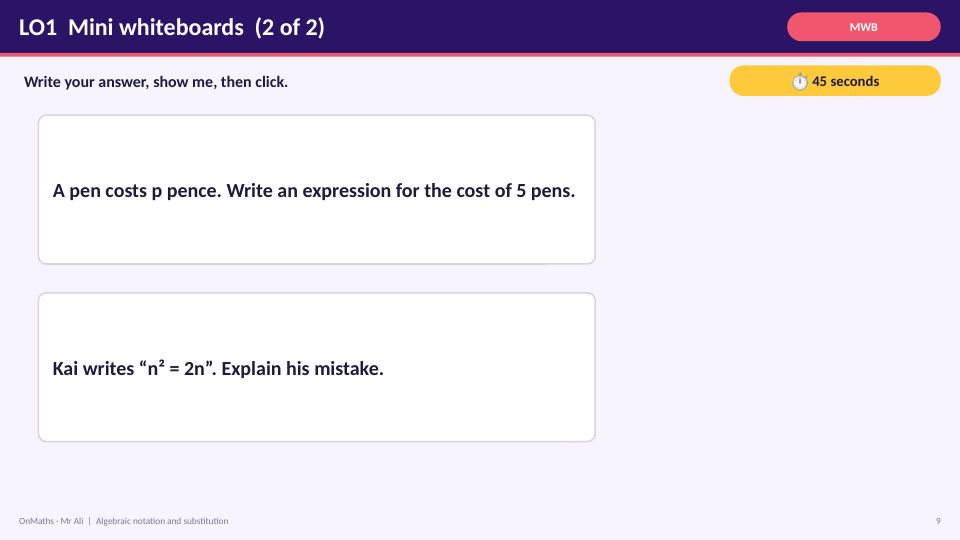 LO1  Mini whiteboards  (2 of 2)
MWB
Write your answer, show me, then click.
⏱️ 45 seconds
A pen costs p pence. Write an expression for the cost of 5 pens.
Kai writes “n² = 2n”. Explain his mistake.
OnMaths - Mr Ali  |  Algebraic notation and substitution
9